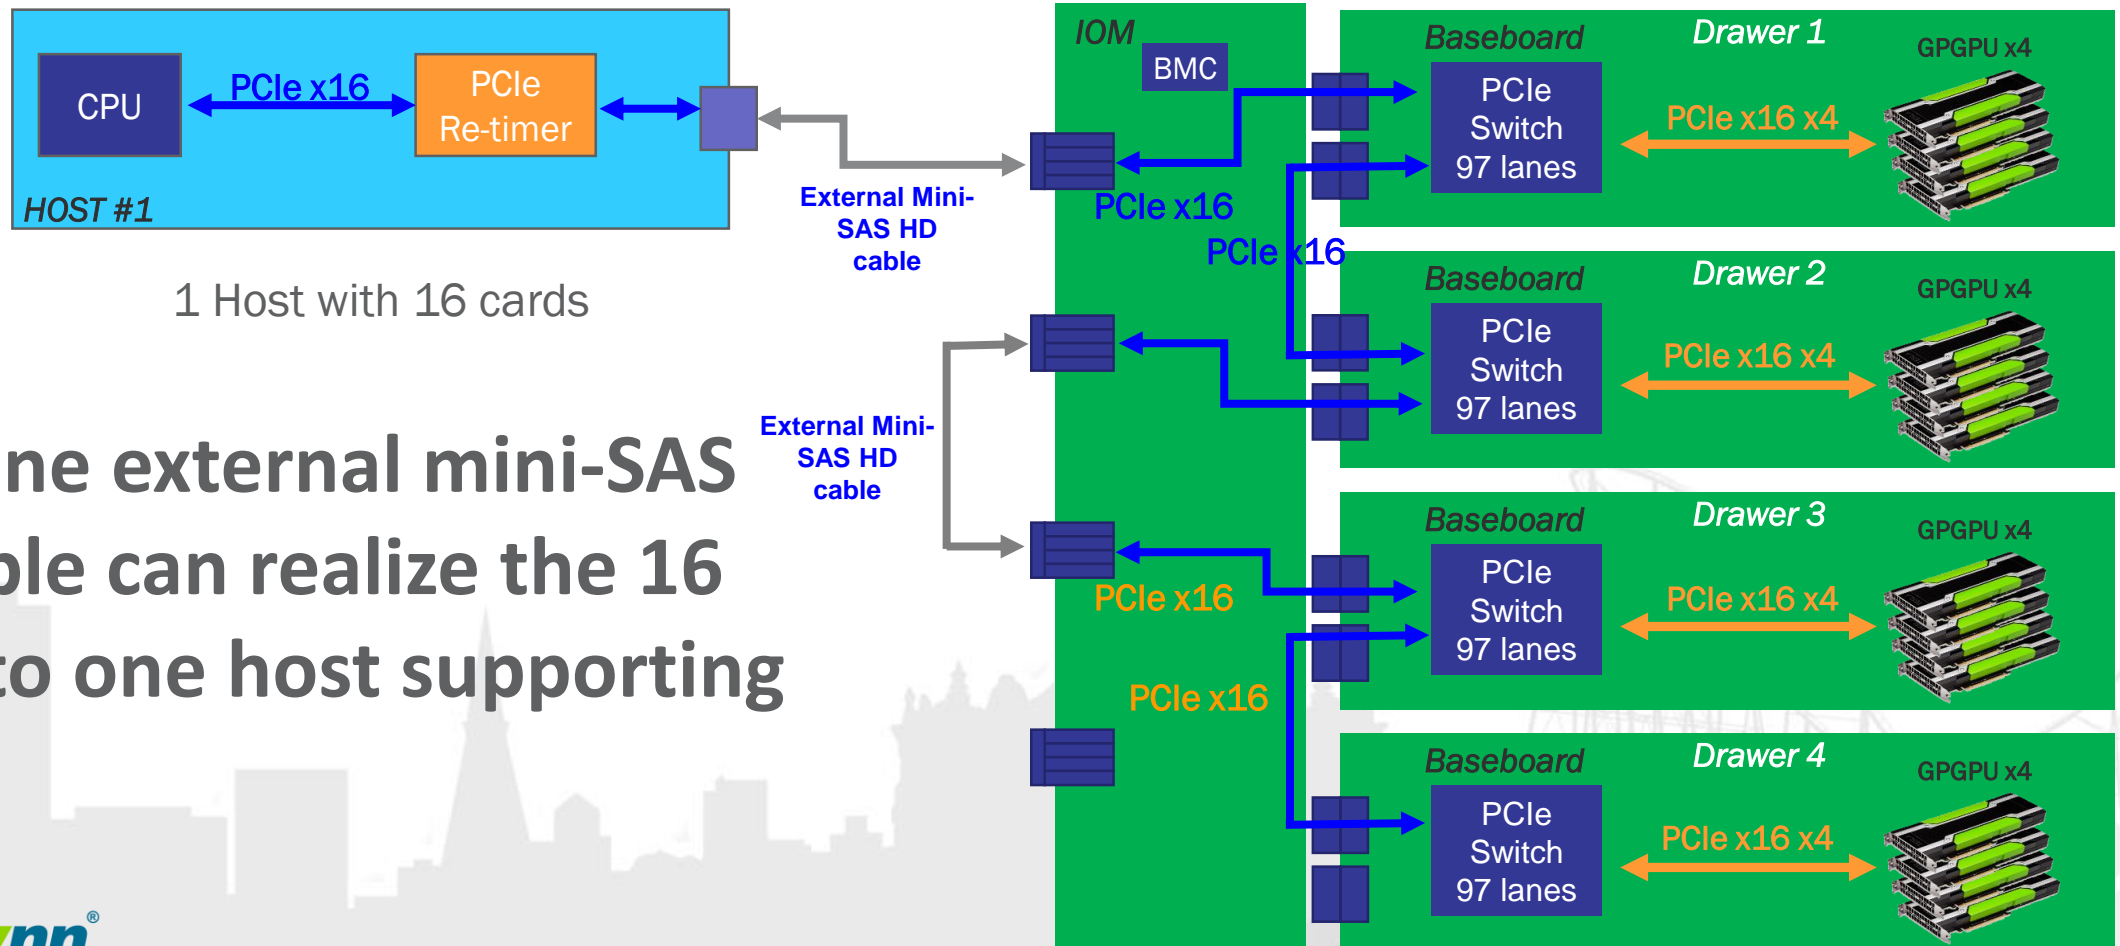 CPU
PCIe x16
PCIe
Re-timer
HOST #1
1 Host with 16 cards
External Mini-
SAS HD
cable
External Mini-
SAS HD
cable
ne external mini-SAS
ble can realize the 16
to one host supporting
IOM
BMC
PCIe x16
PCIe x16
PCIe x16
PCIe x16
Baseboard
Drawer 1
GPGPU x4
PCIe
Switch
97 lanes
PCIe x16 x4
Baseboard
Drawer 2
GPGPU x4
PCIe
Switch
97 lanes
PCIe x16 x4
Baseboard
Drawer 3
GPGPU x4
PCIe
Switch
97 lanes
PCIe x16 x4
Baseboard
Drawer 4
GPGPU x4
PCIe
Switch
97 lanes
PCIe x16 x4